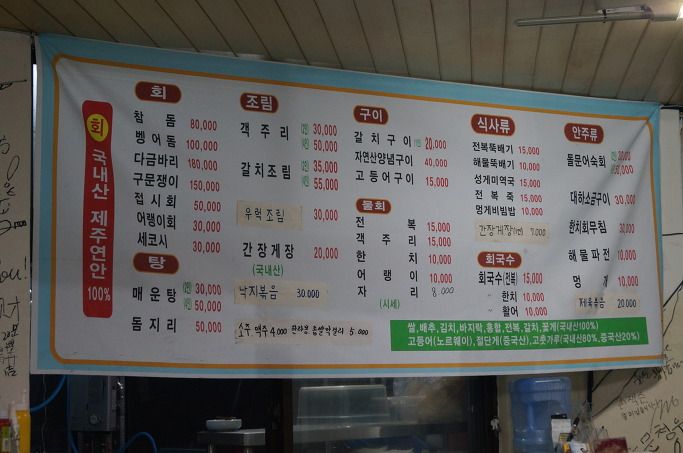 회 국내산 제주연안 100%
회
참 돔 80,000
벵어돔 100,000
다금바리 180,000
구문쟁이 150,000
접시회 50,000
어랭이회 30,000
세코시 30,000
탕
매운탕 30,000
50,000
돔지리 50,000
조림
객주리 30,000
50,000
갈치조림 35,000
55,000
우럭조림 30,000
간장게장 20,000
(국내산)
낙지볶음 30,000
소주 맥주 4,000 한라봉 좁쌀막걸리 5,000
구이
갈치구이 20,000
자연산양념구이 40,000
고등어구이 15,000
물회
전복 15,000
객주리 15,000
한치 10,000
어랭이 10,000
자리 8,000
(시세)
식사류
전복뚝배기 15,000
해물뚝배기 10,000
성게미역국 15,000
전복죽 15,000
멍게비빔밥 10,000
간장게장 7,000
회국수
회국수(전복) 15,000
〃 한치 10,000
〃 활어 10,000
안주류
돌문어숙회 20,000
30,000
대하소금구이 30,000
한치회무침 30,000
해물파전 10,000
멍게 10,000
제육볶음 20,000
쌀,배추,김치,바지락,홍합,전복,갈치,꽃게(국내산100%)
고등어(노르웨이),절단게(중국산),고춧가루(국내산80%,중국산20%)